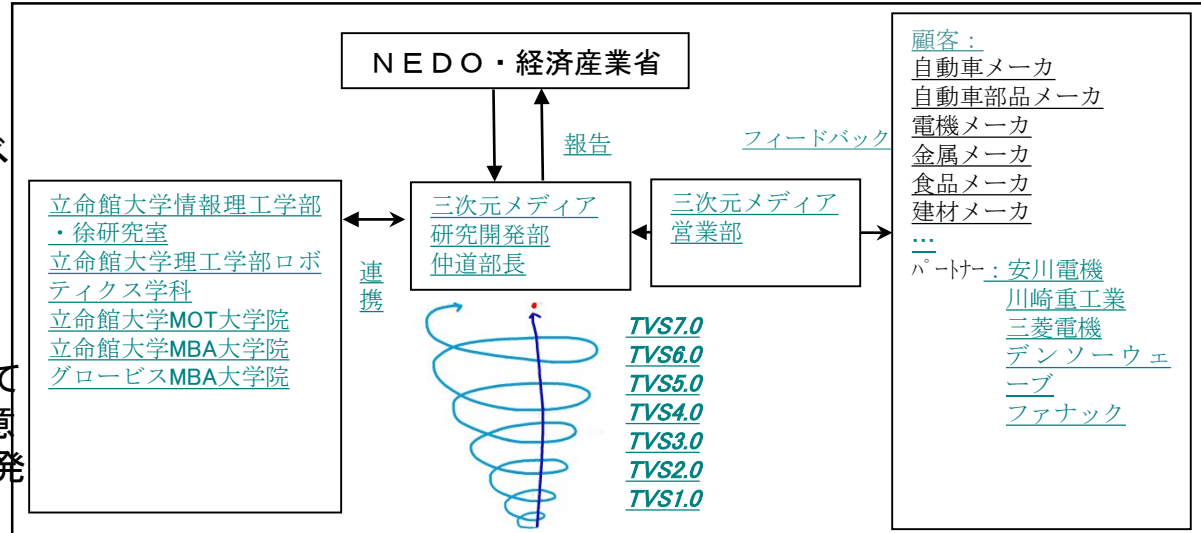 NEDO・経済産業省
報告
フィードバック
立命館大学情報理工学部
・徐研究室
立命館大学理工学部ロボ
ティクス学科
立命館大学MOT大学院
立命館大学MBA大学院
グロービスMBA大学院
連
携
三次元メディア
研究開発部
仲道部長
三次元メディア
営業部
TVS7.0
TVS6.0
TVS5.0
TVS4.0
TVS3.0
TVS2.0
TVS1.0
顧客：
自動車メーカ
自動車部品メーカ
電機メーカ
金属メーカ
食品メーカ
建材メーカ
…
パートナー：安川電機
川崎重工業
三菱電機
デンソーウェ
ーブ
ファナック
て
発